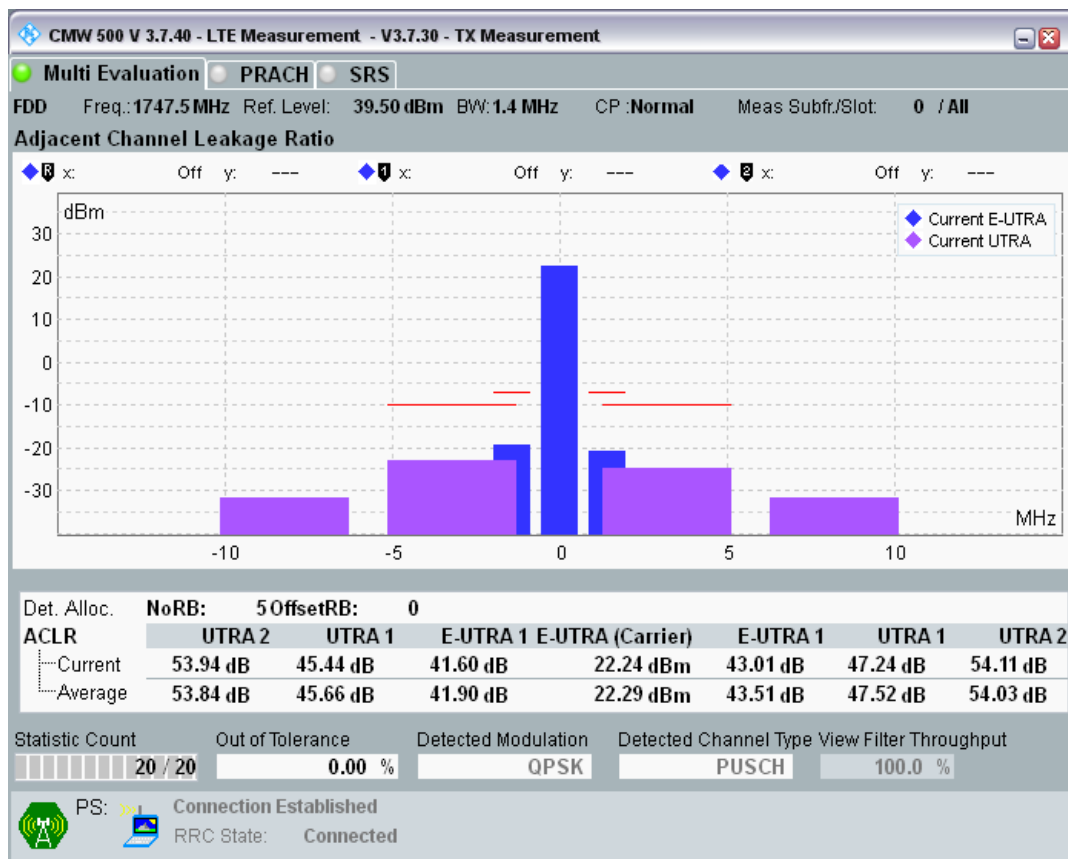 CMW 500 V 3.7.40 - LTE Measurement - V3.7.30 - TX Measurement
Multi Evaluation PRACH SRS
FDD Freq.: 1747.5 MHz Ref. Level: 39.50 dBm BW: 1.4 MHz CP :Normal Meas Subfr./Slot: 0 / All
Adjacent Channel Leakage Ratio
R x: Off y: --- 1 x: Off y: --- 2 x: Off y: ---
dBm
Current E-UTRA
Current UTRA
30
20
10
0
-10
-20
-30
MHz
-10 -5 0 5 10
Det. Alloc. NoRB: 5 OffsetRB: 0
ACLR UTRA 2 UTRA 1 E-UTRA 1 E-UTRA (Carrier) E-UTRA 1 UTRA 1 UTRA 2
Current 53.94 dB 45.44 dB 41.60 dB 22.24 dBm 43.01 dB 47.24 dB 54.11 dB
Average 53.84 dB 45.66 dB 41.90 dB 22.29 dBm 43.51 dB 47.52 dB 54.03 dB
Statistic Count Out of Tolerance Detected Modulation Detected Channel Type View Filter Throughput
20 / 20 0.00 % QPSK PUSCH 100.0 %
PS: Connection Established
RRC State: Connected